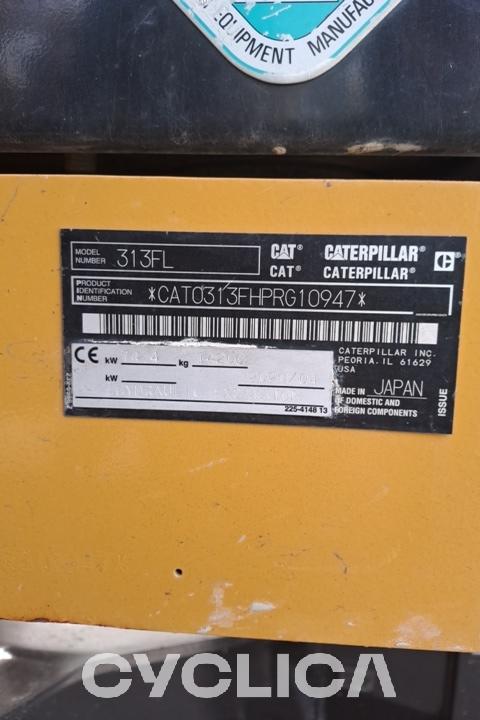 EQUIPMENT MANUFAC
MODEL NUMBER 313FL
CAT® CATERPILLAR®
CAT® CATERPILLAR®
PRODUCT IDENTIFICATION NUMBER *CAT0313FHPRG10947*
CE kW kg
kW
225-4148 13
CATERPILLAR INC.
PEORIA, IL 61629
USA
MADE IN JAPAN
OF DOMESTIC AND
FOREIGN COMPONENTS
ISSUE
CYCLICA